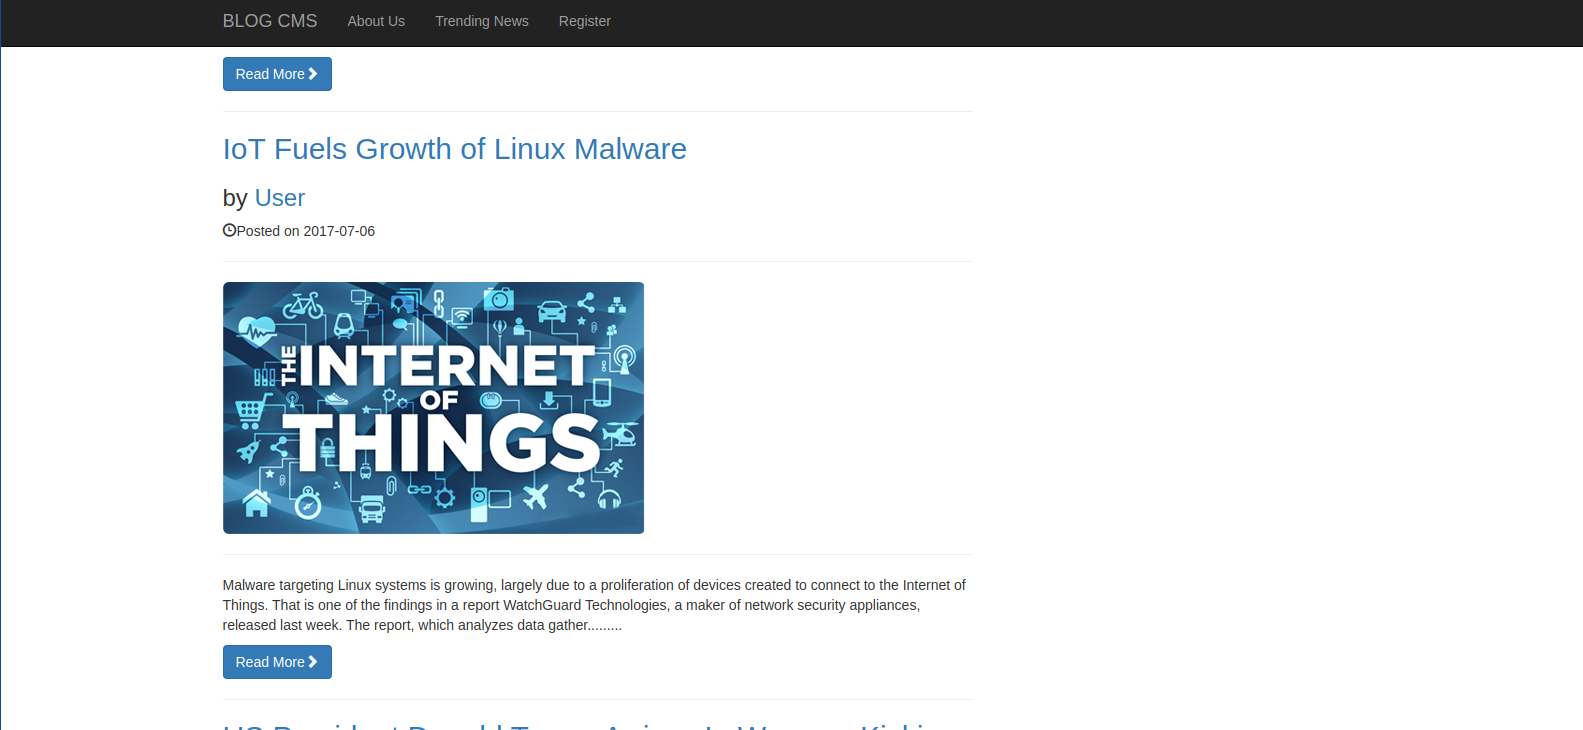 BLOG CMS About Us Trending News Register
Read More
IoT Fuels Growth of Linux Malware
by User
Posted on 2017-07-06
THE INTERNET
OF
THINGS
Malware targeting Linux systems is growing, largely due to a proliferation of devices created to connect to the Internet of
Things. That is one of the findings in a report WatchGuard Technologies, a maker of network security appliances,
released last week. The report, which analyzes data gather.........
Read More